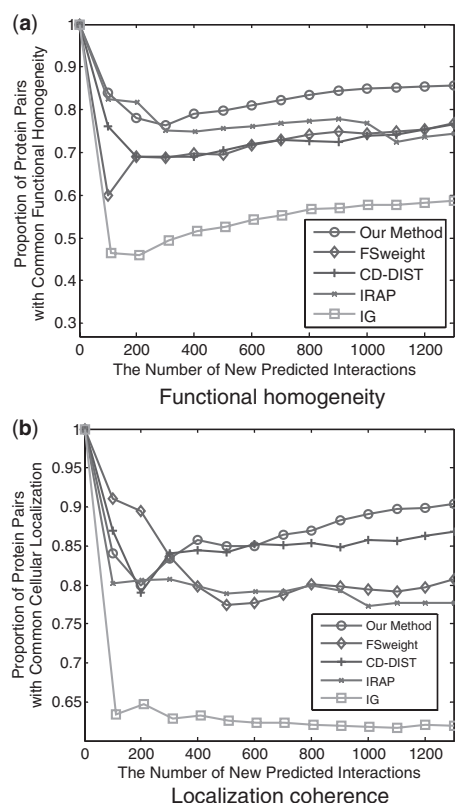 (a)
1
0.9
0.8
0.7
0.6
0.5
0.4
0.3
Proportion of Protein Pairs
with Common Functional Homogeneity
Our Method
FSweight
CD-DIST
IRAP
IG
0 200 400 600 800 1000 1200
The Number of New Predicted Interactions
Functional homogeneity
(b)
1
0.95
0.9
0.85
0.8
0.75
0.7
0.65
Proportion of Protein Pairs
with Common Cellular Localization
Our Method
FSweight
CD-DIST
IRAP
IG
0 200 400 600 800 1000 1200
The Number of New Predicted Interactions
Localization coherence